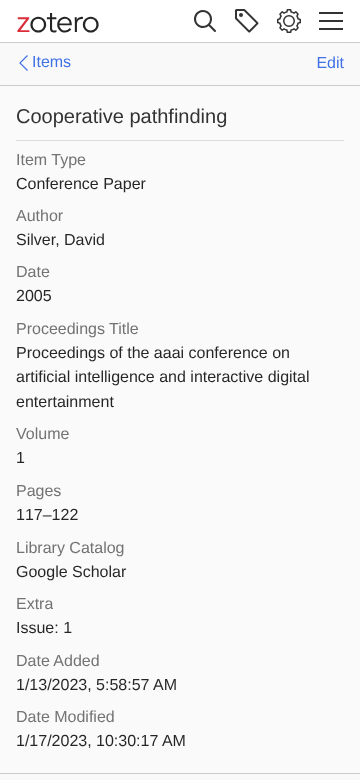 zotero
Items
Edit
Cooperative pathfinding
Item Type
Conference Paper
Author
Silver, David
Date
2005
Proceedings Title
Proceedings of the aaai conference on
artificial intelligence and interactive digital
entertainment
Volume
1
Pages
117–122
Library Catalog
Google Scholar
Extra
Issue: 1
Date Added
1/13/2023, 5:58:57 AM
Date Modified
1/17/2023, 10:30:17 AM